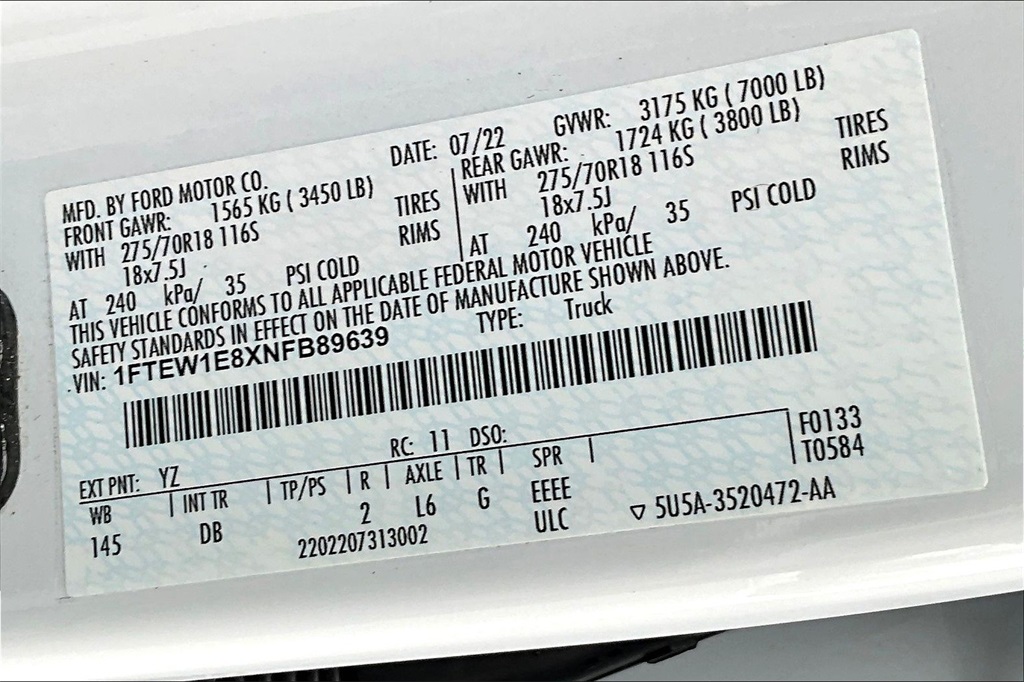 MFD. BY FORD MOTOR CO. DATE: 07/22 GVWR: 3175 KG ( 7000 LB)
FRONT GAWR: 1565 KG ( 3450 LB) REAR GAWR: 1724 KG ( 3800 LB)
WITH 275/70R18 116S TIRES WITH 275/70R18 116S TIRES
18x7.5J RIMS 18x7.5J RIMS
AT 240 kPa/ 35 PSI COLD AT 240 kPa/ 35 PSI COLD
THIS VEHICLE CONFORMS TO ALL APPLICABLE FEDERAL MOTOR VEHICLE
SAFETY STANDARDS IN EFFECT ON THE DATE OF MANUFACTURE SHOWN ABOVE.
VIN: 1FTEW1E8XNFB89639 TYPE: Truck
EXT PNT: YZ RC: 11 DSO: F0133
WB INT TR TP/PS R AXLE TR SPR T0584
145 DB 2 L6 G EEEE
2202207313002 ULC ▽ 5U5A-3520472-AA